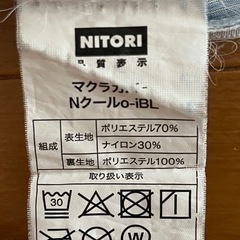 NITORI
品質表示
マクラカバー
Nクールo-iBL
組成
表生地
ポリエステル70%
ナイロン30%
裏生地
ポリエステル100%
取り扱い表示
30